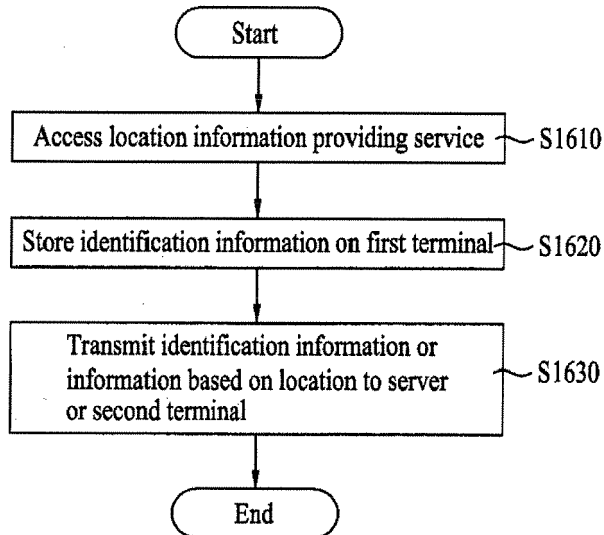 Start
Access location information providing service
S1610
Store identification information on first terminal
S1620
Transmit identification information or
information based on location to server
or second terminal
S1630
End